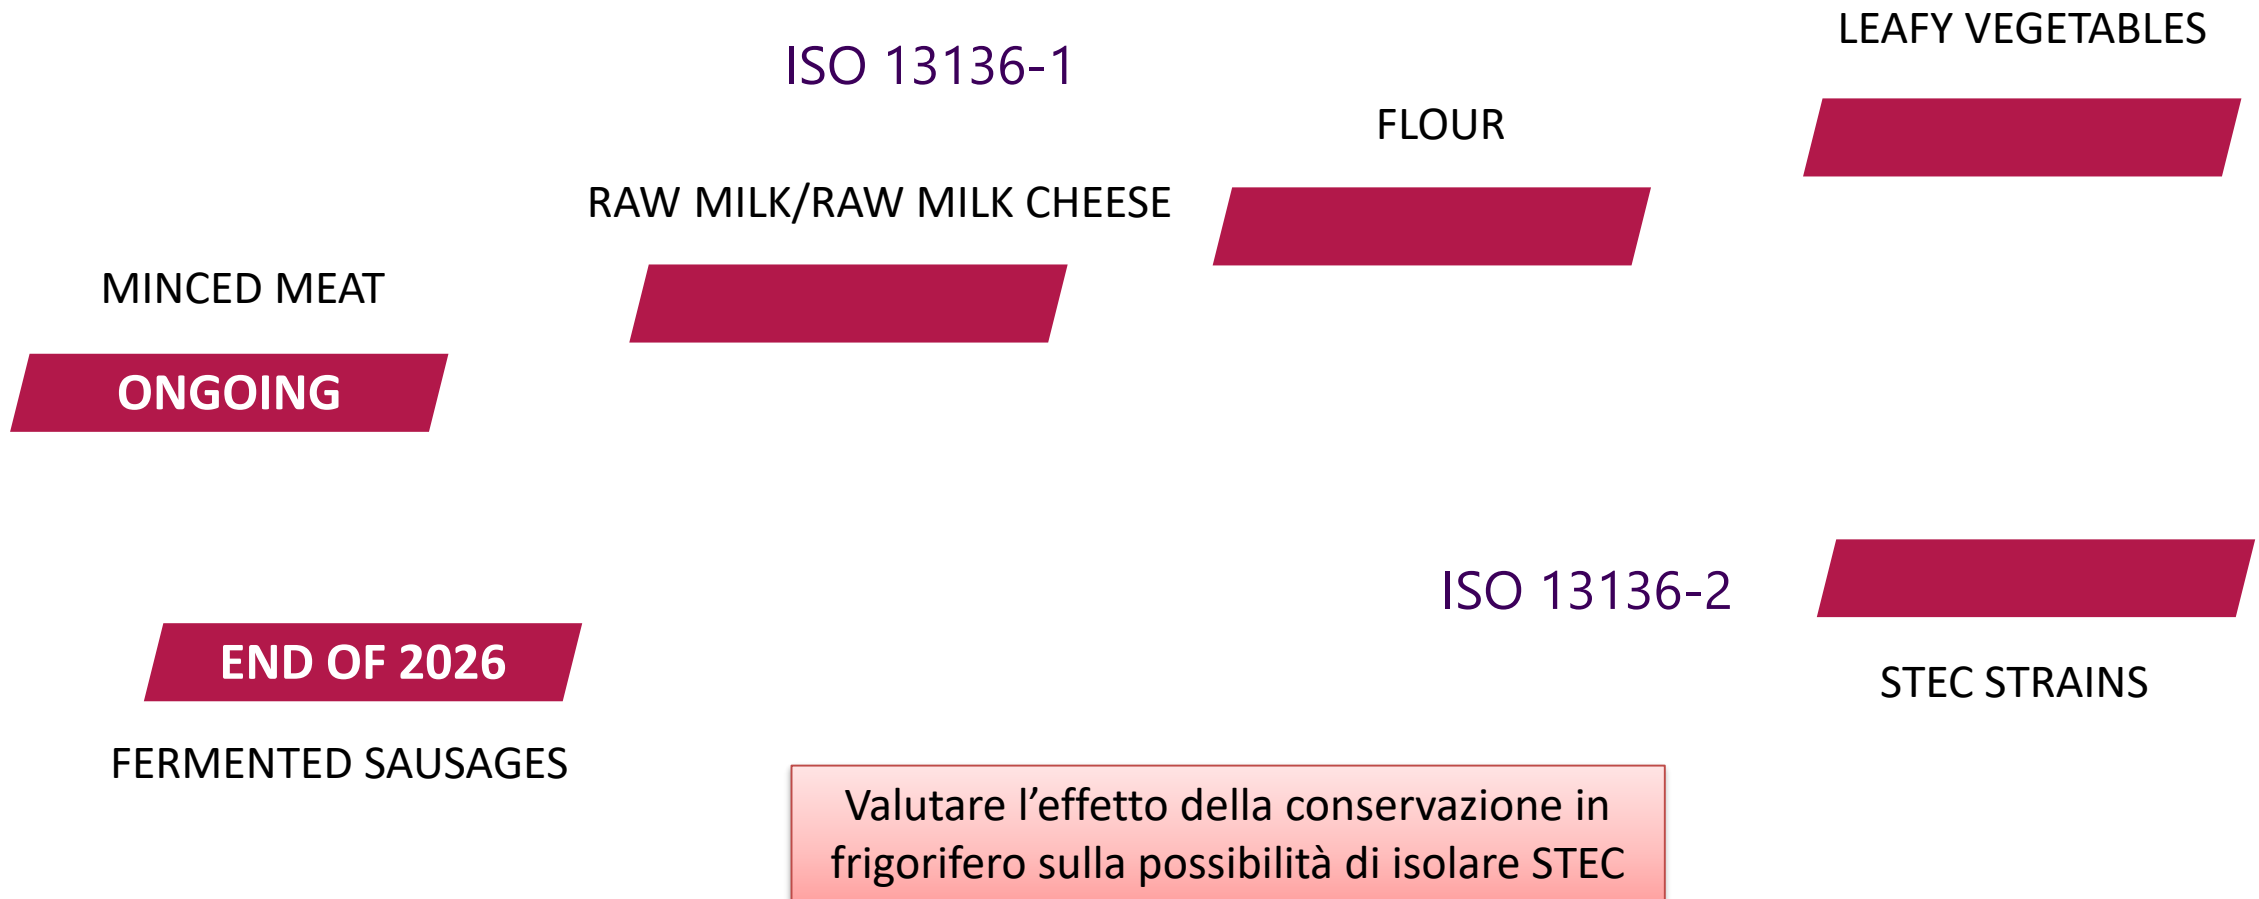 LEAFY VEGETABLES
ISO 13136-1
FLOUR
RAW MILK/RAW MILK CHEESE
MINCED MEAT
ONGOING
ISO 13136-2
END OF 2026
STEC STRAINS
FERMENTED SAUSAGES
Valutare l’effetto della conservazione in
frigorifero sulla possibilità di isolare STEC